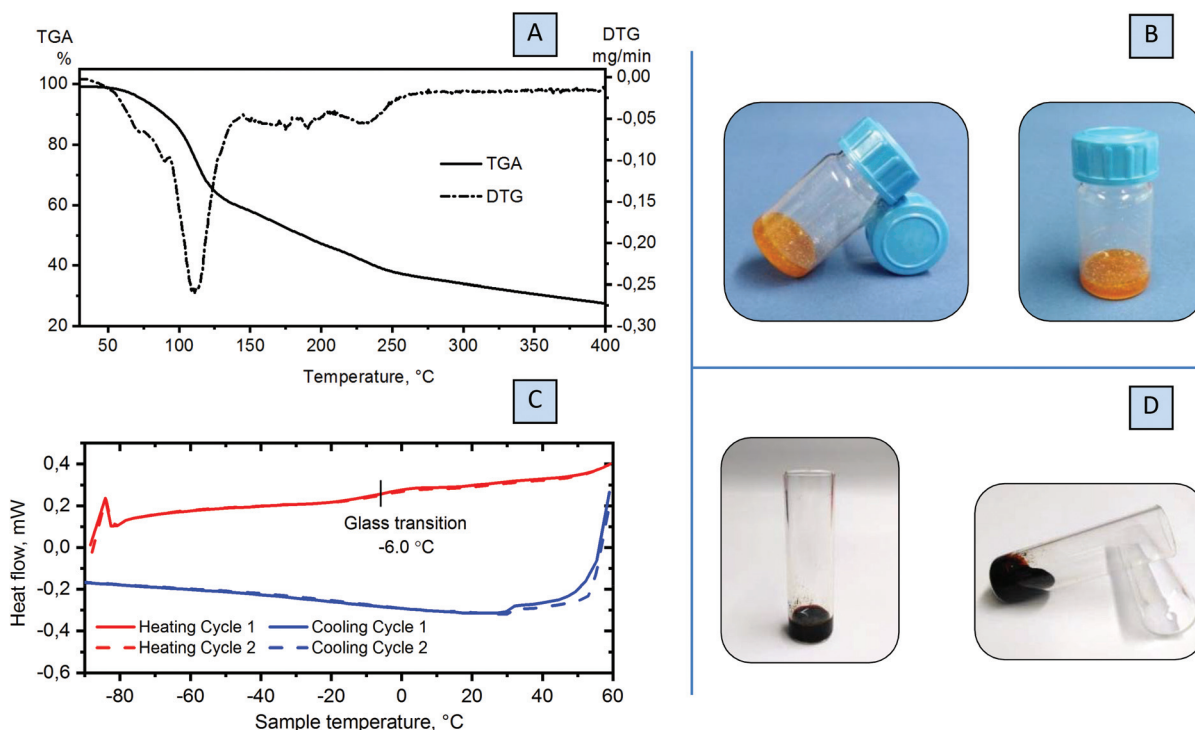 A
TGA
%
DTG
mg/min
100
80
60
40
20
0,00
-0,05
-0,10
-0,15
-0,20
-0,25
-0,30
TGA
DTG
50 100 150 200 250 300 350 400
Temperature, °C
B
C
0,4
0,2
0,0
-0,2
-0,4
-0,6
Heat flow, mW
Glass transition
-6.0 °C
Heating Cycle 1 Cooling Cycle 1
Heating Cycle 2 Cooling Cycle 2
-80 -60 -40 -20 0 20 40 60
Sample temperature, °C
D